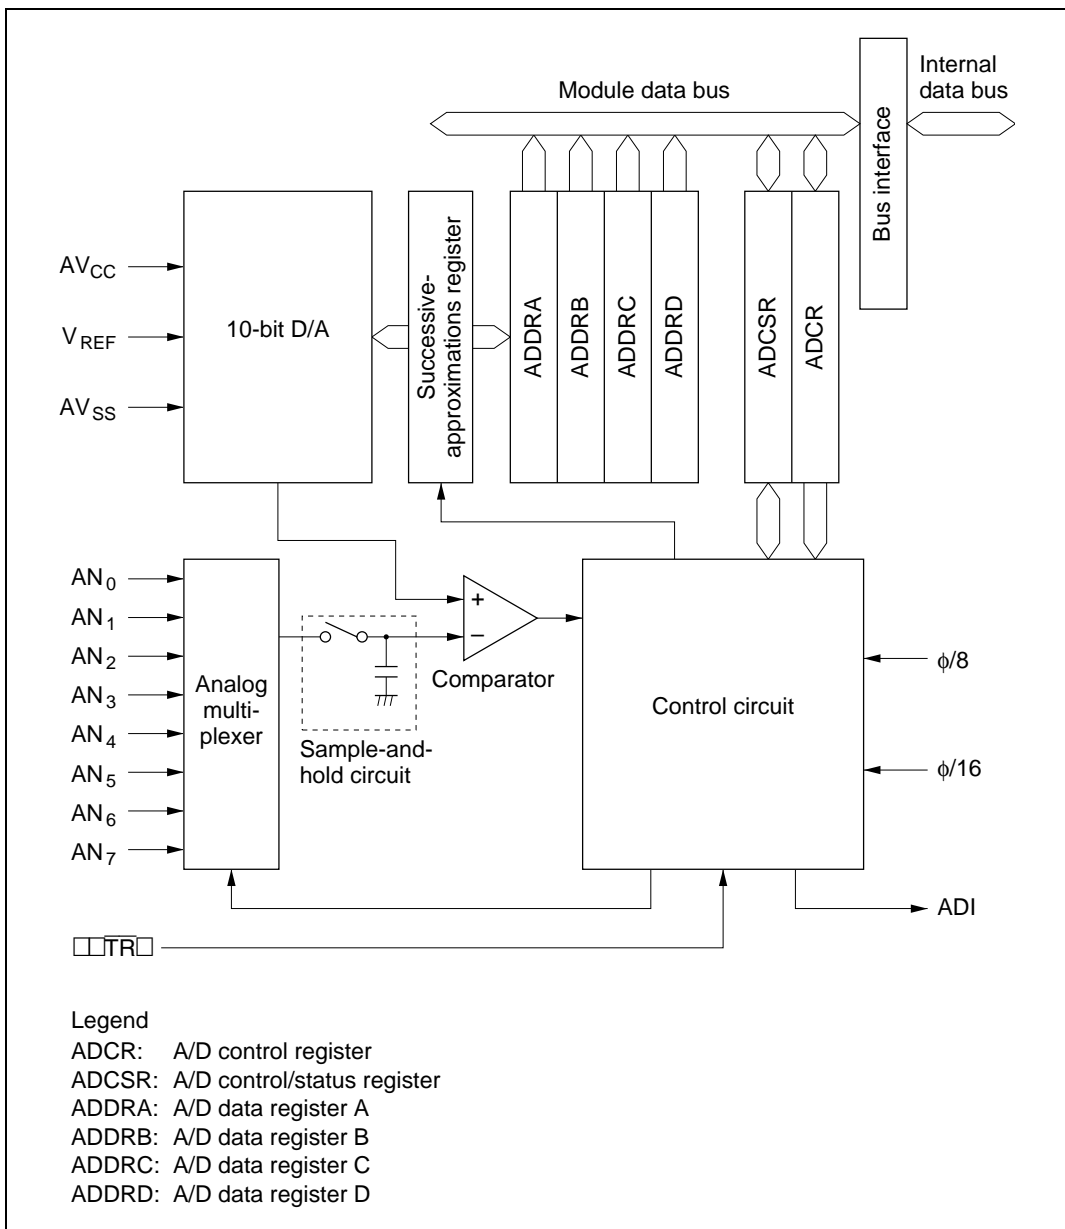 Module data bus
Internal
data bus
Bus interface
AVCC
VREF
AVSS
10-bit D/A
Successive-
approximations register
ADDRA
ADDRB
ADDRC
ADDRD
ADCSR
ADCR
AN0
AN1
AN2
AN3
AN4
AN5
AN6
AN7
Analog
multi-
plexer
Sample-and-
hold circuit
+
−
Comparator
Control circuit
ϕ/8
ϕ/16
ADI
□□TR□
Legend
ADCR: A/D control register
ADCSR: A/D control/status register
ADDRA: A/D data register A
ADDRB: A/D data register B
ADDRC: A/D data register C
ADDRD: A/D data register D